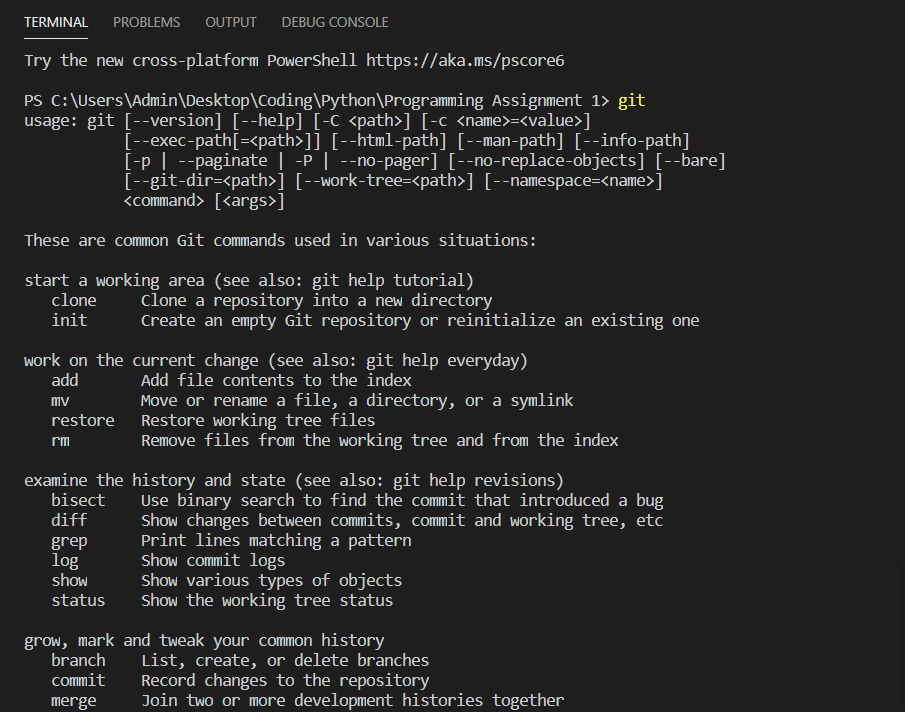 TERMINAL PROBLEMS OUTPUT DEBUG CONSOLE
Try the new cross-platform PowerShell https://aka.ms/pscore6
PS C:\Users\Admin\Desktop\Coding\Python\Programming Assignment 1> git
usage: git [--version] [--help] [-C <path>] [-c <name>=<value>]
           [--exec-path[=<path>]] [--html-path] [--man-path] [--info-path]
           [-p | --paginate | -P | --no-pager] [--no-replace-objects] [--bare]
           [--git-dir=<path>] [--work-tree=<path>] [--namespace=<name>]
           <command> [<args>]
These are common Git commands used in various situations:
start a working area (see also: git help tutorial)
   clone     Clone a repository into a new directory
   init      Create an empty Git repository or reinitialize an existing one
work on the current change (see also: git help everyday)
   add       Add file contents to the index
   mv        Move or rename a file, a directory, or a symlink
   restore   Restore working tree files
   rm        Remove files from the working tree and from the index
examine the history and state (see also: git help revisions)
   bisect    Use binary search to find the commit that introduced a bug
   diff      Show changes between commits, commit and working tree, etc
   grep      Print lines matching a pattern
   log       Show commit logs
   show      Show various types of objects
   status    Show the working tree status
grow, mark and tweak your common history
   branch    List, create, or delete branches
   commit    Record changes to the repository
   merge     Join two or more development histories together